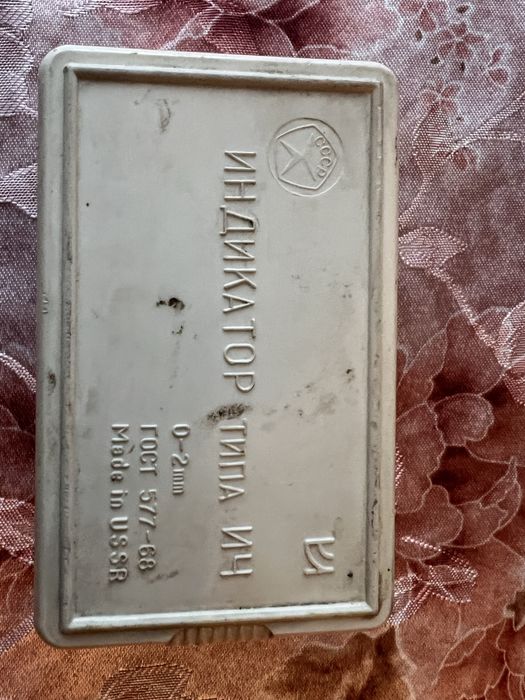 СССР
ИНДИКАТОР ТИПА ИЧ
0-2mm
ГОСТ 577-68
Made in USSR